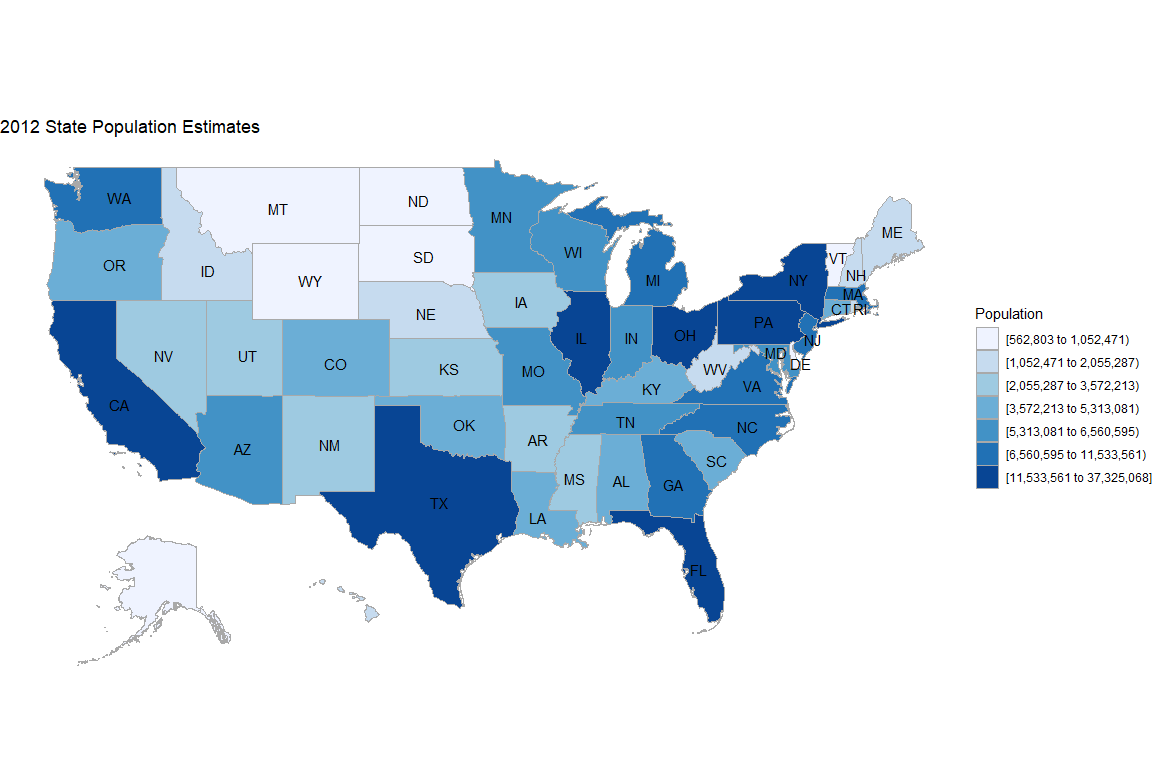 2012 State Population Estimates
WA
MT
ND
MN
ME
OR
ID
WY
SD
WI
MI
VT
NH
NY
MA
CT
RI
NE
IA
PA
NJ
NV
UT
CO
KS
MO
IL
IN
OH
MD
DE
WV
VA
KY
CA
AZ
NM
OK
AR
TN
NC
SC
TX
LA
MS
AL
GA
FL
Population
[562,803 to 1,052,471)
[1,052,471 to 2,055,287)
[2,055,287 to 3,572,213)
[3,572,213 to 5,313,081)
[5,313,081 to 6,560,595)
[6,560,595 to 11,533,561)
[11,533,561 to 37,325,068]